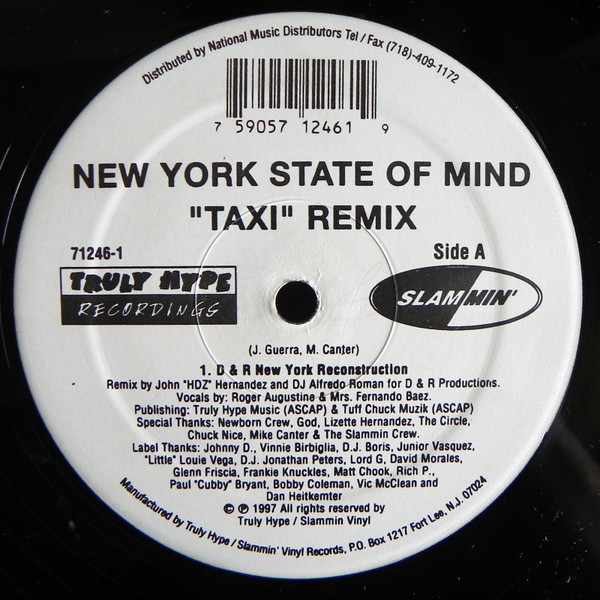 Distributed by National Music Distributors Tel / Fax (718)-409-1172
7 59057 12461 9
NEW YORK STATE OF MIND
"TAXI" REMIX
71246-1
Side A
TRULY HYPE
RECORDINGS
SLAMMIN'
(J. Guerra, M. Canter)
1. D & R New York Reconstruction
Remix by John "HDZ" Hernandez and DJ Alfredo Roman for D & R Productions.
Vocals by: Roger Augustine & Mrs. Fernando Baez.
Publishing: Truly Hype Music (ASCAP) & Tuff Chuck Muzik (ASCAP)
Special Thanks: Newborn Crew, God, Lizette Hernandez, The Circle,
Chuck Nice, Mike Canter & The Slammin Crew.
Label Thanks: Johnny D., Vinnie Birbiglia, D.J. Boris, Junior Vasquez,
"Little" Louie Vega, D.J. Jonathan Peters, Lord G, David Morales,
Glenn Friscia, Frankie Knuckles, Matt Chook, Rich P.,
Paul "Cubby" Bryant, Bobby Coleman, Vic McClean and
Dan Heitkemter
© ℗ 1997 All rights reserved by
Truly Hype / Slammin Vinyl
Manufactured by Truly Hype / Slammin' Vinyl Records, P.O. Box 1217 Fort Lee, N.J. 07024